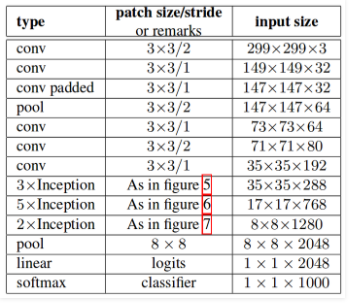 type patch size/stride or remarks input size
conv 3×3/2 299×299×3
conv 3×3/1 149×149×32
conv padded 3×3/1 147×147×32
pool 3×3/2 147×147×64
conv 3×3/1 73×73×64
conv 3×3/2 71×71×80
conv 3×3/1 35×35×192
3×Inception As in figure 5 35×35×288
5×Inception As in figure 6 17×17×768
2×Inception As in figure 7 8×8×1280
pool 8 × 8 8 × 8 × 2048
linear logits 1 × 1 × 2048
softmax classifier 1 × 1 × 1000